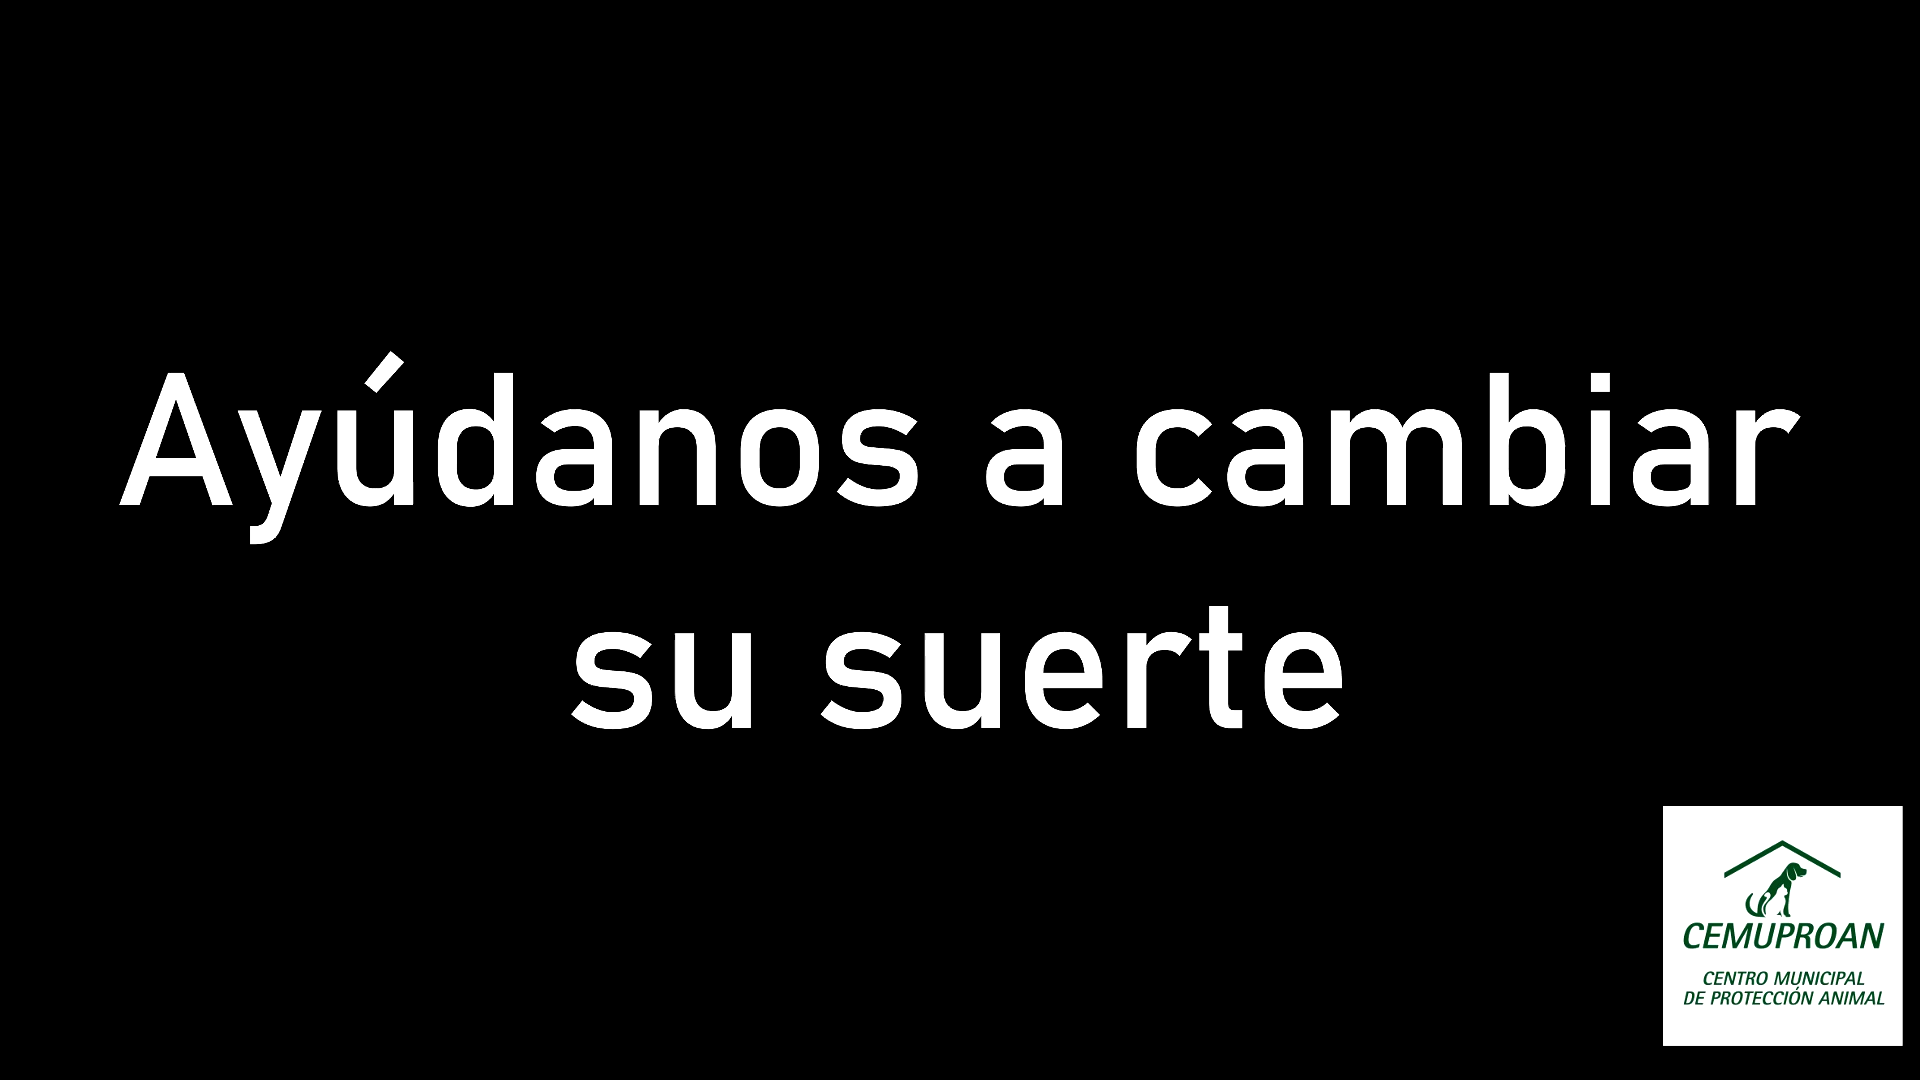 Ayúdanos a cambiar
su suerte
CEMUPROAN
CENTRO MUNICIPAL
DE PROTECCIÓN ANIMAL